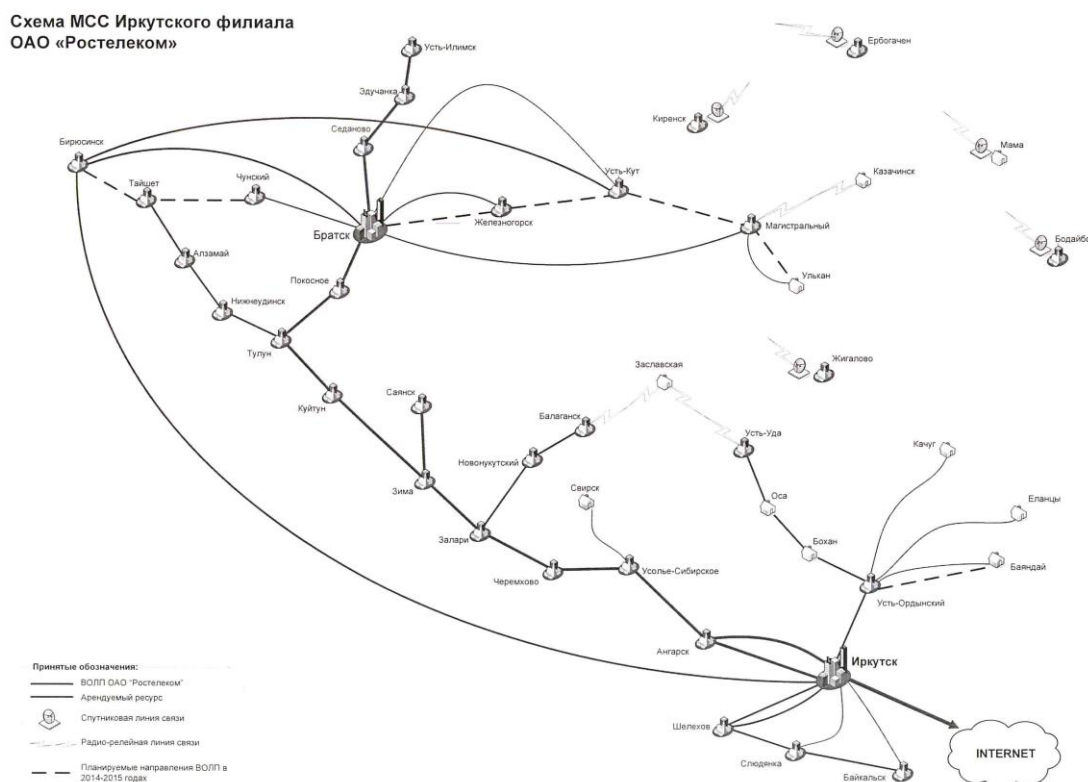 Схема МСС Иркутского филиала
ОАО «Ростелеком»
Усть-Илимск
Ербогачен
Эдучанка
Киренск
Седаново
Бирюсинск
Мама
Тайшет
Чунский
Усть-Кут
Казачинск
Железногорск
Магистральный
Братск
Бодайбо
Алзамай
Покосное
Улькан
Нижнеудинск
Тулун
Жигалово
Заславская
Саянск
Куйтун
Балаганск
Усть-Уда
Качуг
Новонукутский
Зима
Свирск
Оса
Еланцы
Залари
Бохан
Черемхово
Усолье-Сибирское
Баяндай
Усть-Ордынский
Ангарск
Иркутск
Принятые обозначения:
ВОЛП ОАО "Ростелеком"
Арендуемый ресурс
Спутниковая линия связи
Радио-релейная линия связи
Планируемые направления ВОЛП в
2014-2015 годах
Шелехов
INTERNET
Слюдянка
Байкальск